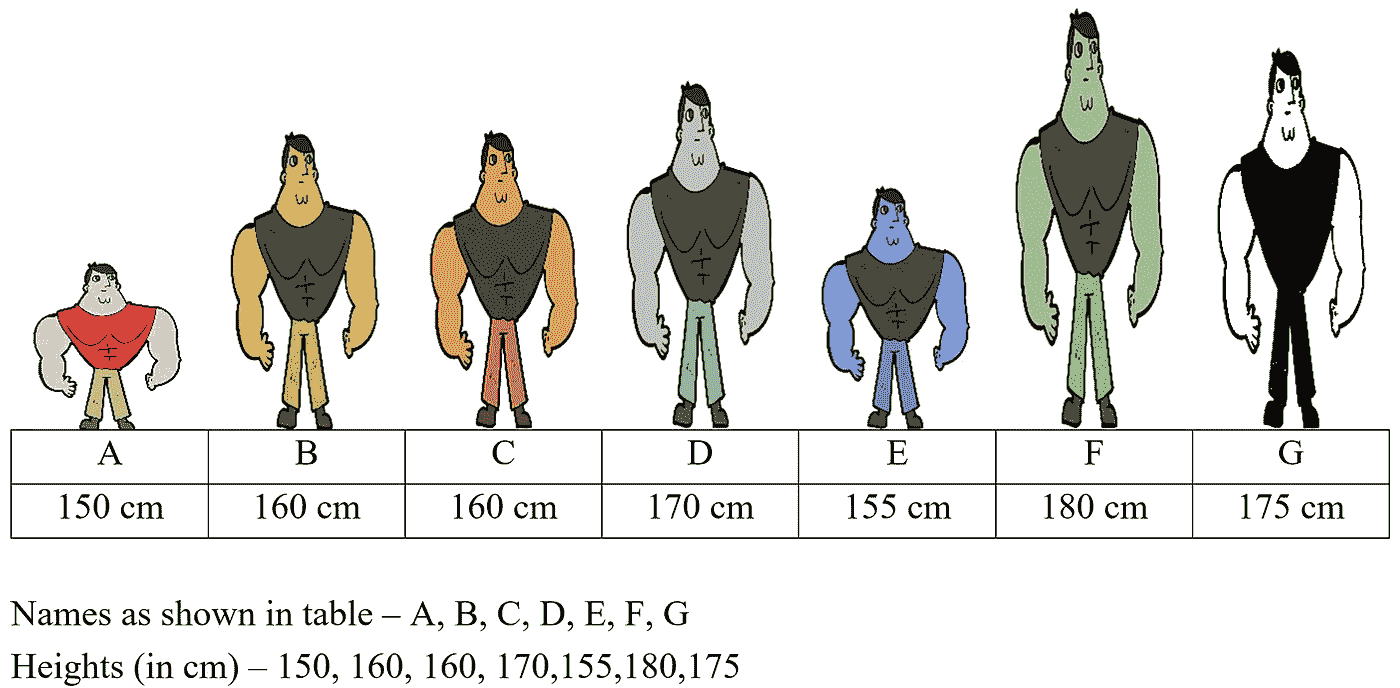 A B C D E F G
150 cm 160 cm 160 cm 170 cm 155 cm 180 cm 175 cm
Names as shown in table – A, B, C, D, E, F, G
Heights (in cm) – 150, 160, 160, 170,155,180,175